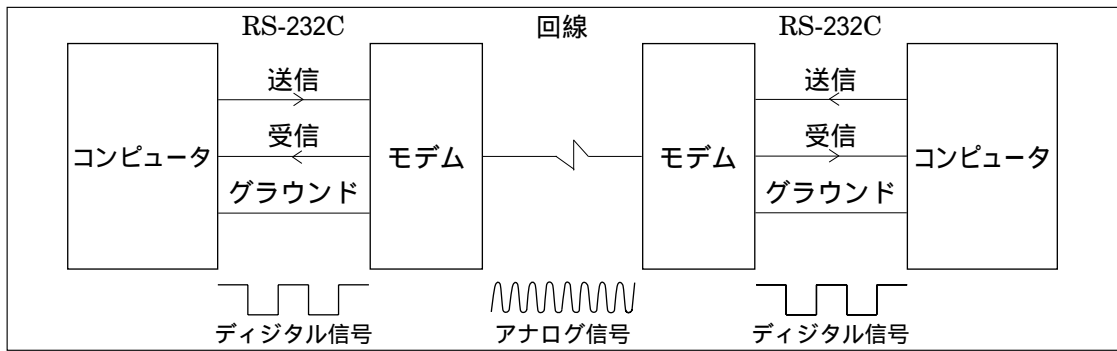 RS-232C 回線 RS-232C
送信 送信
コンピュータ 受信 モデム モデム 受信 コンピュータ
グラウンド グラウンド
ディジタル信号 アナログ信号 ディジタル信号